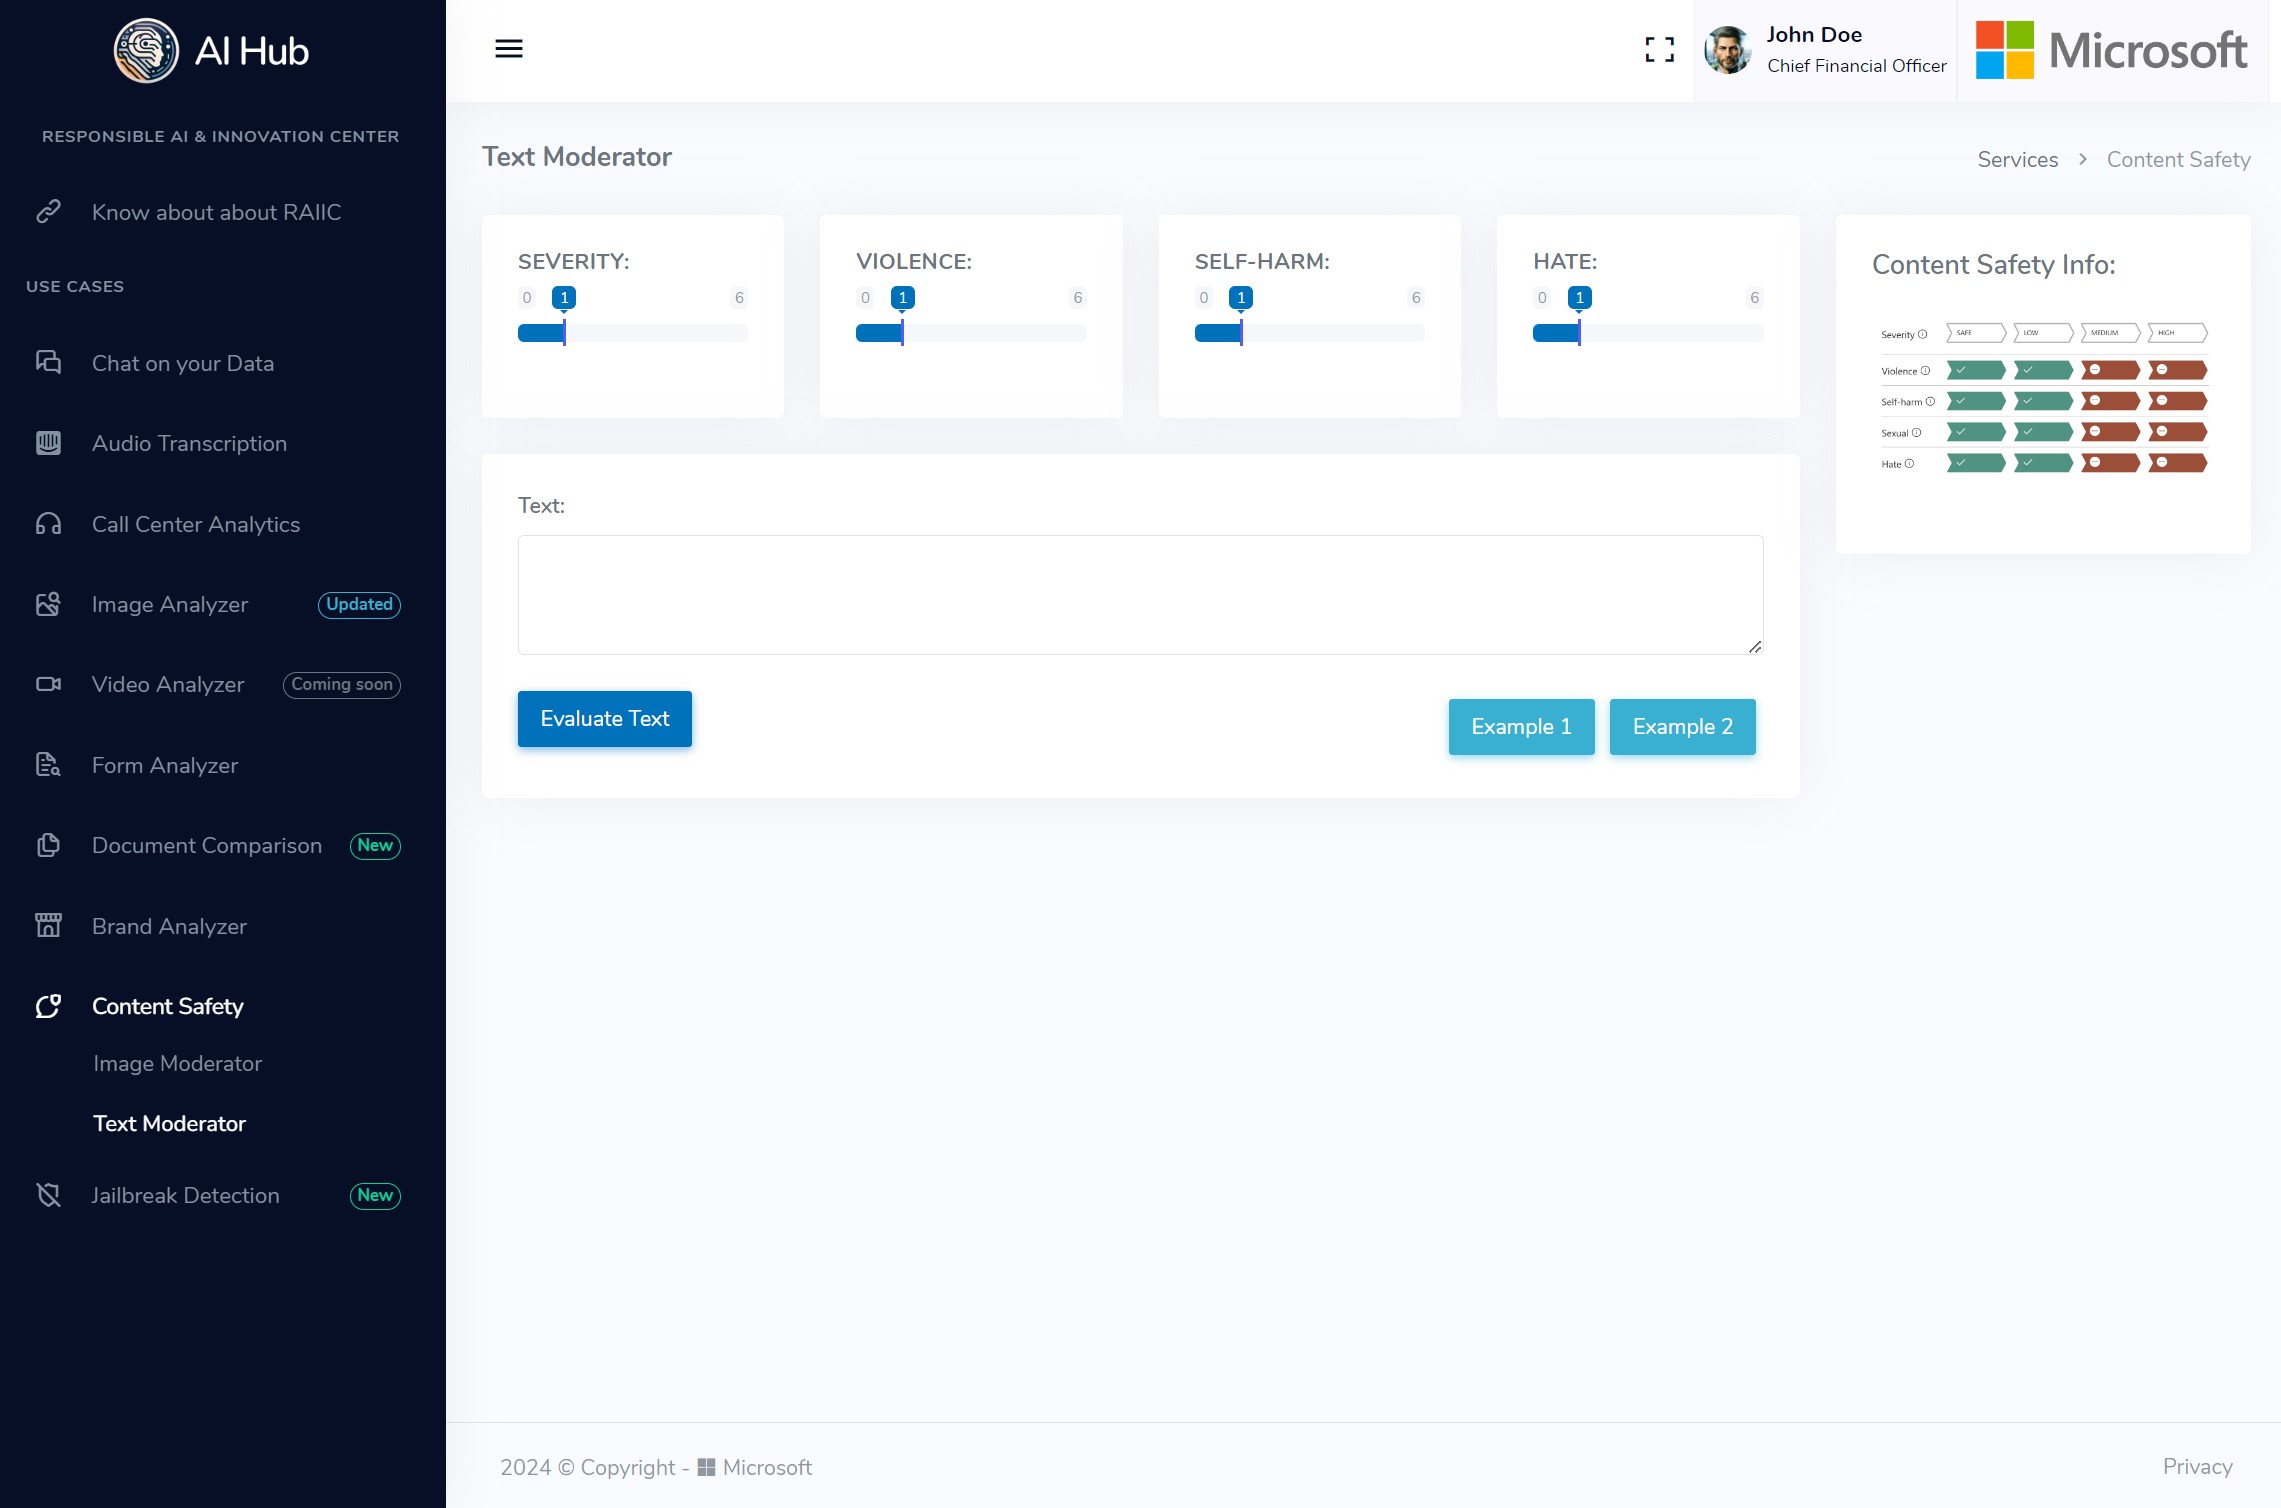 AI Hub
RESPONSIBLE AI & INNOVATION CENTER
Know about about RAIIC
USE CASES
Chat on your Data
Audio Transcription
Call Center Analytics
Image Analyzer Updated
Video Analyzer Coming soon
Form Analyzer
Document Comparison New
Brand Analyzer
Content Safety
Image Moderator
Text Moderator
Jailbreak Detection New
John Doe
Chief Financial Officer
Microsoft
Text Moderator
Services > Content Safety
SEVERITY:
0 1 6
VIOLENCE:
0 1 6
SELF-HARM:
0 1 6
HATE:
0 1 6
Content Safety Info:
Severity SAFE LOW MEDIUM HIGH
Violence
Self-harm
Sexual
Hate
Text:
Evaluate Text
Example 1
Example 2
2024 © Copyright - Microsoft
Privacy